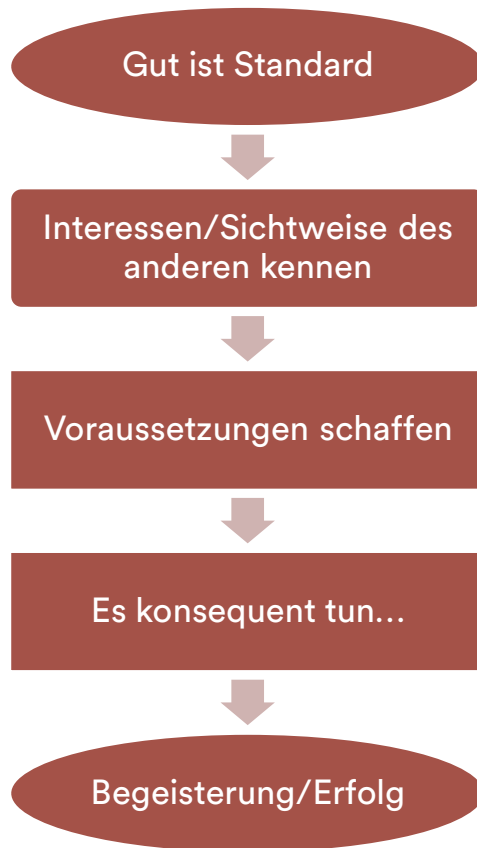 Gut ist Standard
Interessen/Sichtweise des
anderen kennen
Voraussetzungen schaffen
Es konsequent tun…
Begeisterung/Erfolg